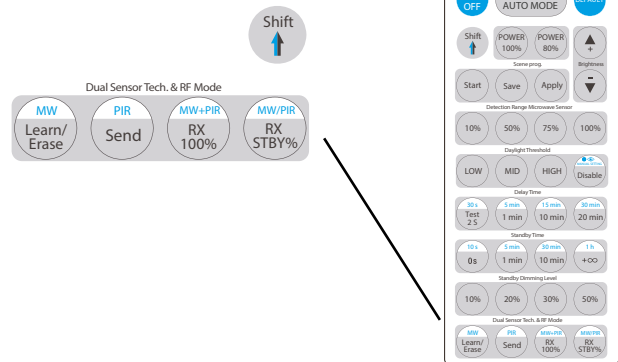 Shift
Dual Sensor Tech. & RF Mode
MW PIR MW+PIR MW/PIR
Learn/ Send RX RX
Erase 100% STBY%
OFF AUTO MODE DEFAULT
Shift POWER POWER
100% 80%
+
Scene prog. Brightness
Start Save Apply -
Detection Range Microwave Sensor
10% 50% 75% 100%
Daylight Threshold
LOW MID HIGH Disable
Delay Time
30 s 5 min 15 min 30 min
Test 1 min 10 min 20 min
2 S
Standby Time
10 s 5 min 30 min 1 h
0s 1 min 10 min +∞
Standby Dimming Level
10% 20% 30% 50%
Dual Sensor Tech. & RF Mode
MW PIR MW+PIR MW/PIR
Learn/ Send RX RX
Erase 100% STBY%